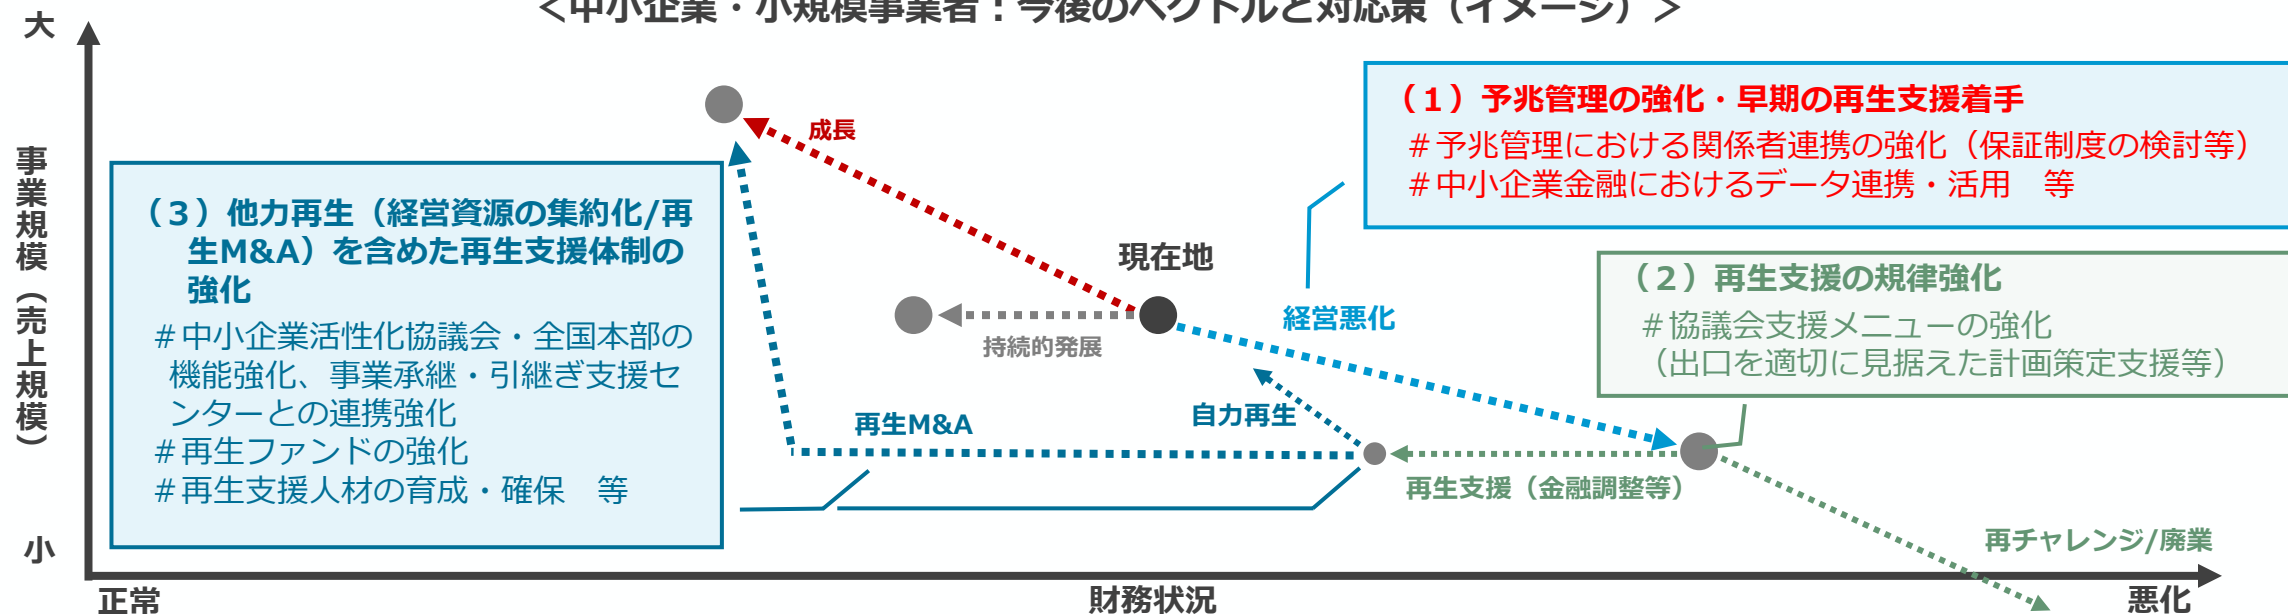 <中小企業・小規模事業者：今後のベクトルと対応策（イメージ）>
大
事業規模（売上規模）
小
（１）予兆管理の強化・早期の再生支援着手
＃予兆管理における関係者連携の強化（保証制度の検討等）
＃中小企業金融におけるデータ連携・活用　等
成長
（３）他力再生（経営資源の集約化/再
生M&A）を含めた再生支援体制の
強化
＃中小企業活性化協議会・全国本部の
機能強化、事業承継・引継ぎ支援セ
ンターとの連携強化
＃再生ファンドの強化
＃再生支援人材の育成・確保　等
現在地
（２）再生支援の規律強化
＃協議会支援メニューの強化
（出口を適切に見据えた計画策定支援等）
経営悪化
持続的発展
自力再生
再生M&A
再生支援（金融調整等）
再チャレンジ/廃業
正常
財務状況
悪化